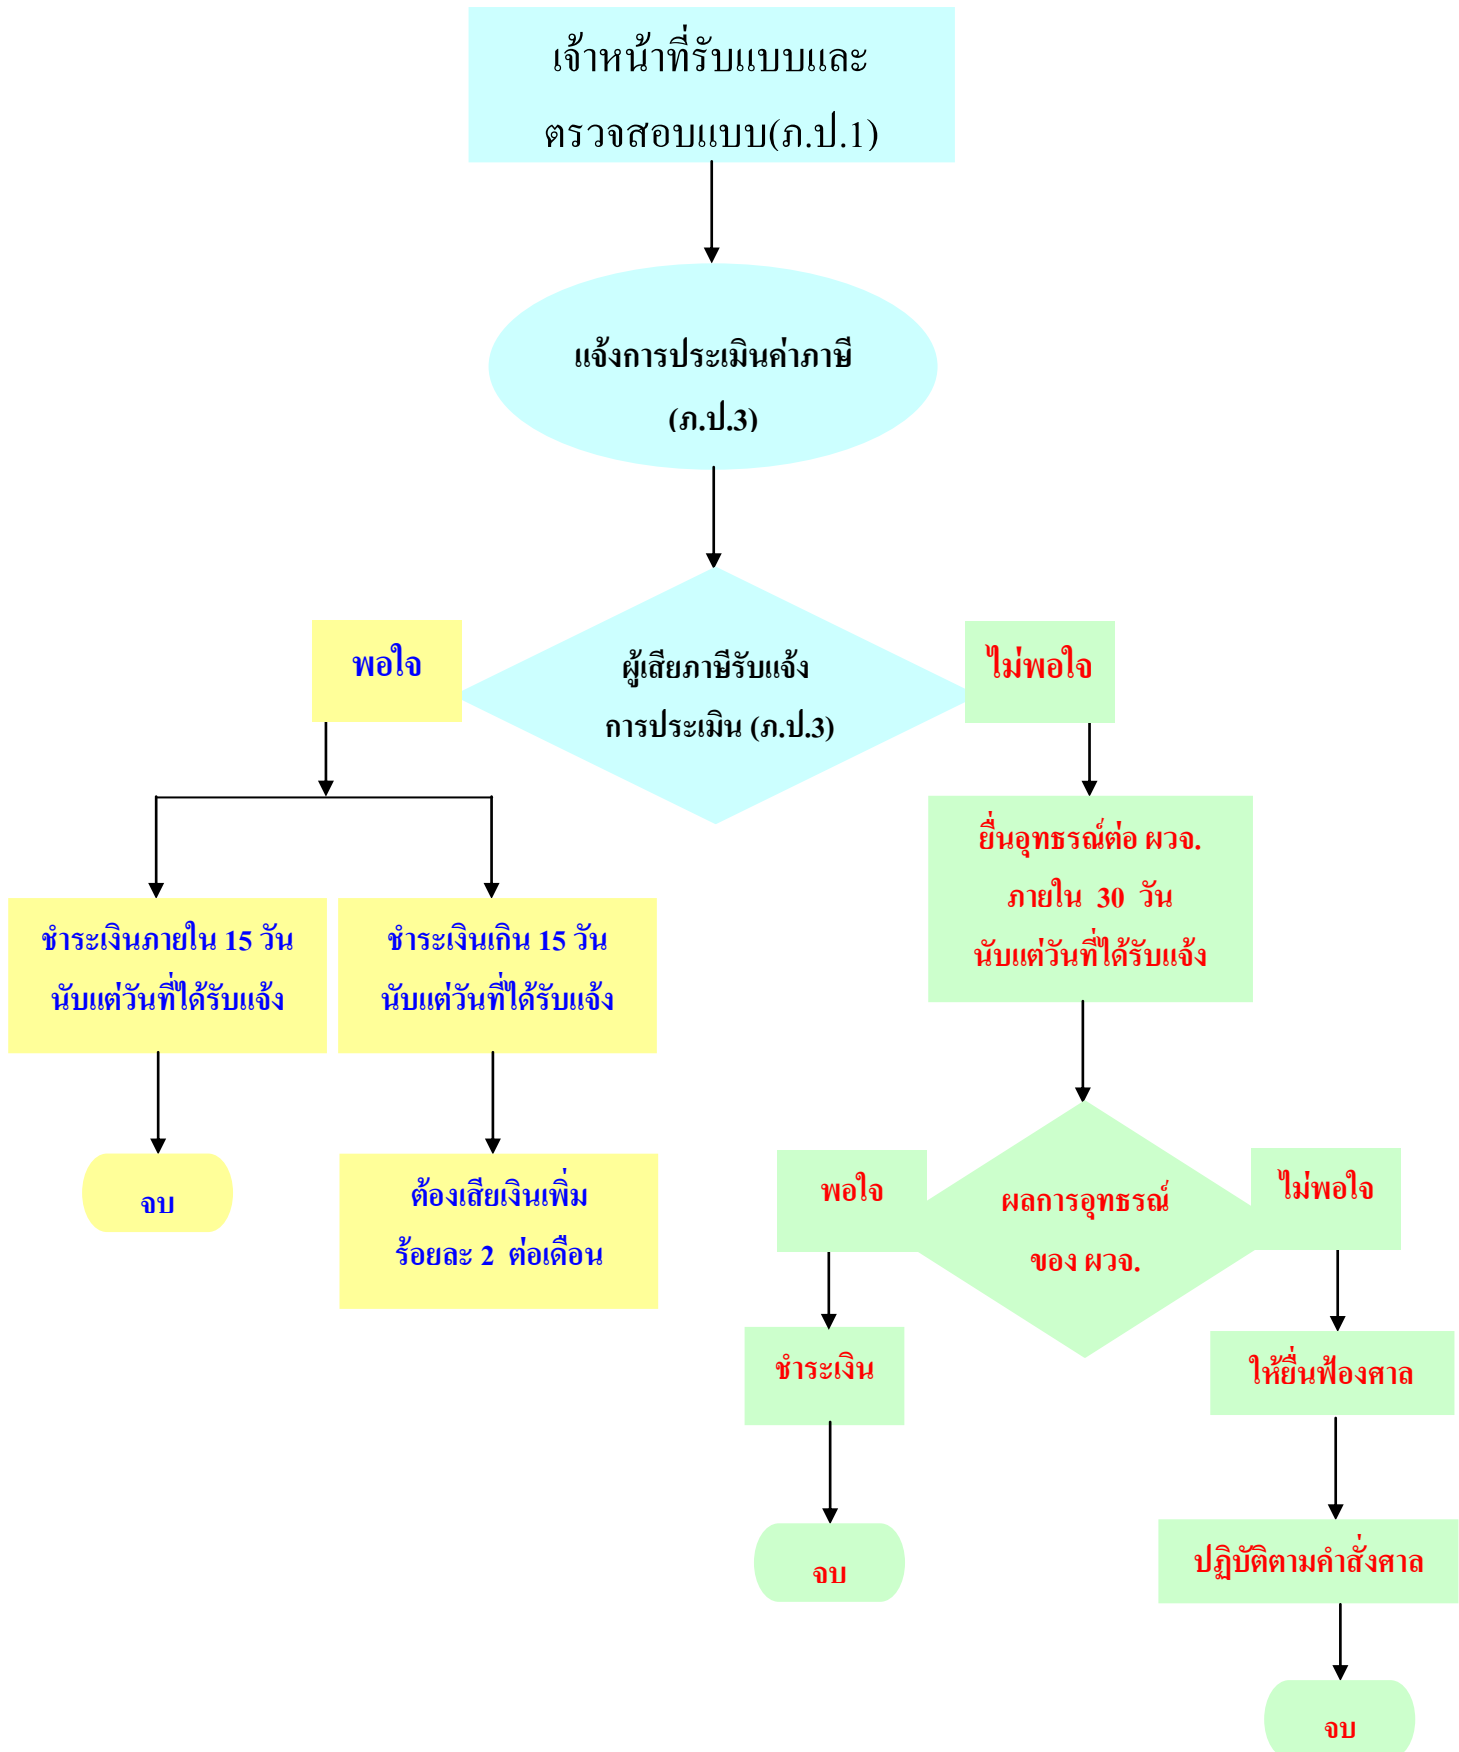 เจ้าหน้าที่รับแบบและ
ตรวจสอบแบบ(ภ.ป.1)
แจ้งการประเมินค่าภาษี
(ภ.ป.3)
พอใจ
ผู้เสียภาษีรับแจ้ง
การประเมิน (ภ.ป.3)
ไม่พอใจ
ชำระเงินภายใน 15 วัน
นับแต่วันที่ได้รับแจ้ง
ชำระเงินเกิน 15 วัน
นับแต่วันที่ได้รับแจ้ง
ยื่นอุทธรณ์ต่อ ผวจ.
ภายใน 30 วัน
นับแต่วันที่ได้รับแจ้ง
จบ
ต้องเสียเงินเพิ่ม
ร้อยละ 2 ต่อเดือน
พอใจ
ผลการอุทธรณ์
ของ ผวจ.
ไม่พอใจ
ชำระเงิน
ให้ยื่นฟ้องศาล
จบ
ปฏิบัติตามคำสั่งศาล
จบ